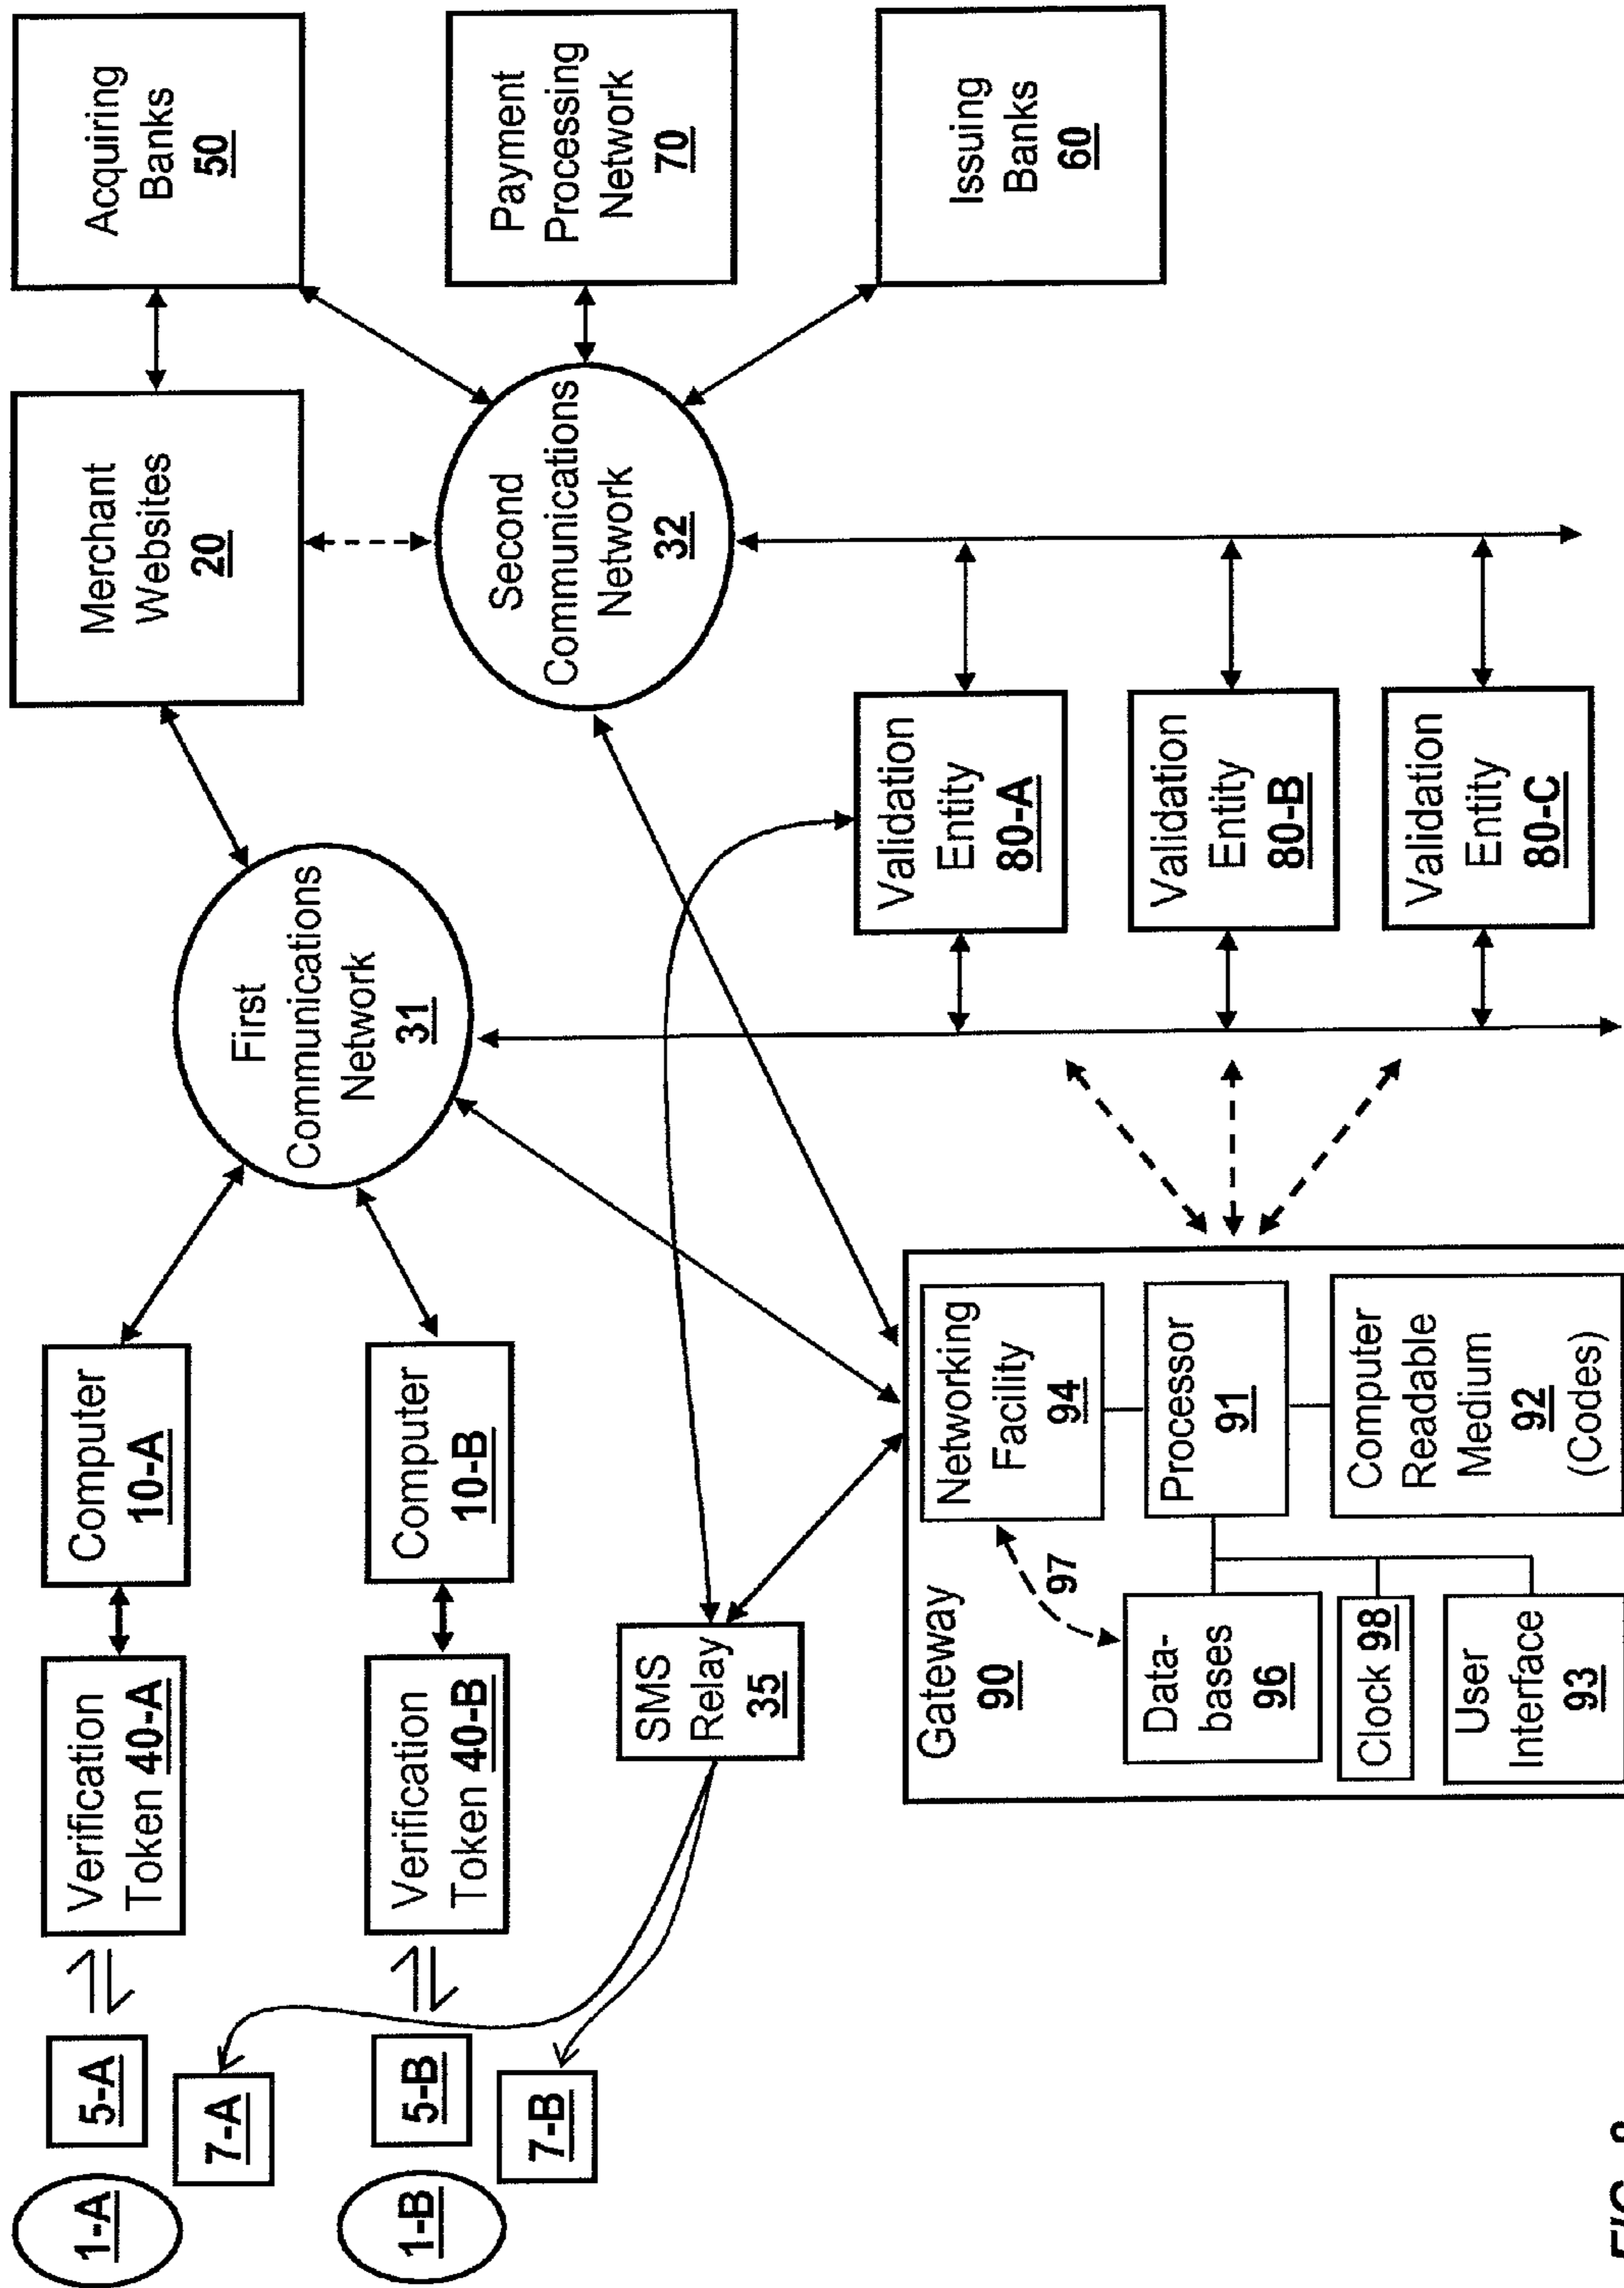 1-A
5-A
7-A
Verification
Token 40-A
Computer
10-A
1-B
5-B
7-B
Verification
Token 40-B
Computer
10-B
First
Communications
Network
31
Merchant
Websites
20
Acquiring
Banks
50
Second
Communications
Network
32
Payment
Processing
Network
70
Issuing
Banks
60
SMS
Relay
35
Gateway
90
Networking
Facility
94
97
Data-
bases
96
Processor
91
Clock 98
User
Interface
93
Computer
Readable
Medium
92
(Codes)
Validation
Entity
80-A
Validation
Entity
80-B
Validation
Entity
80-C